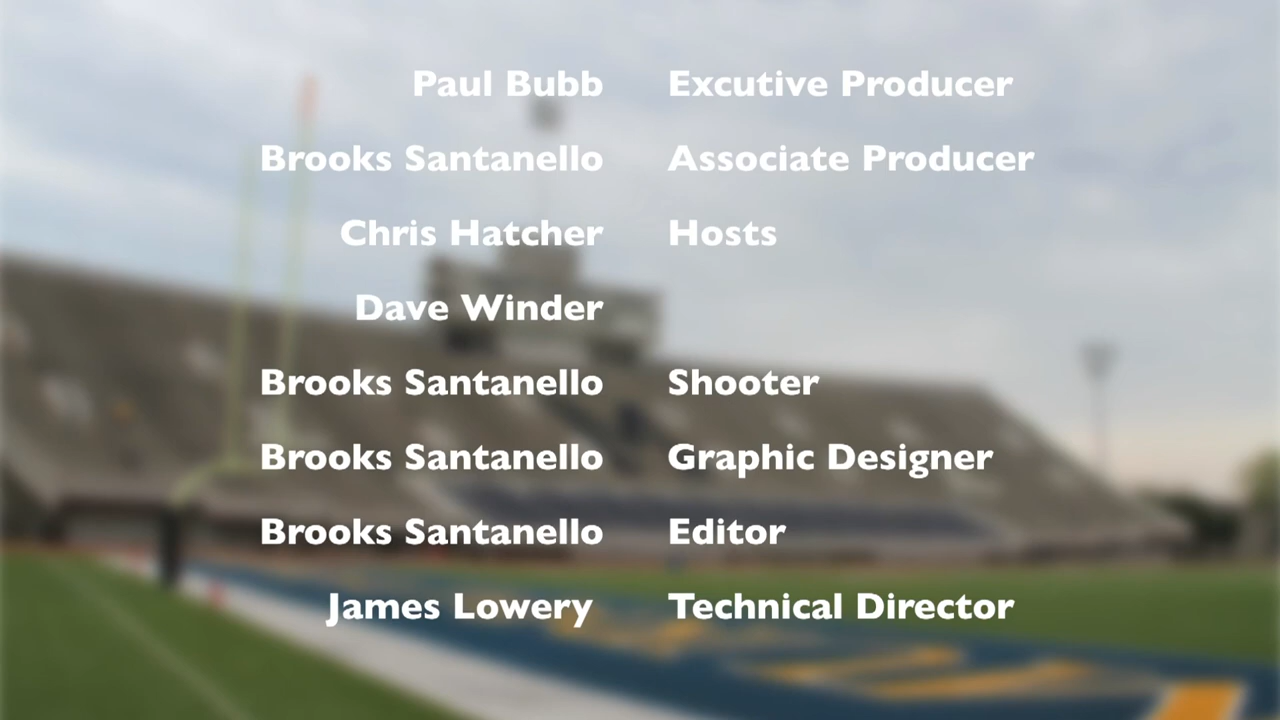 Paul Bubb Excutive Producer
Brooks Santanello Associate Producer
Chris Hatcher Hosts
Dave Winder
Brooks Santanello Shooter
Brooks Santanello Graphic Designer
Brooks Santanello Editor
James Lowery Technical Director